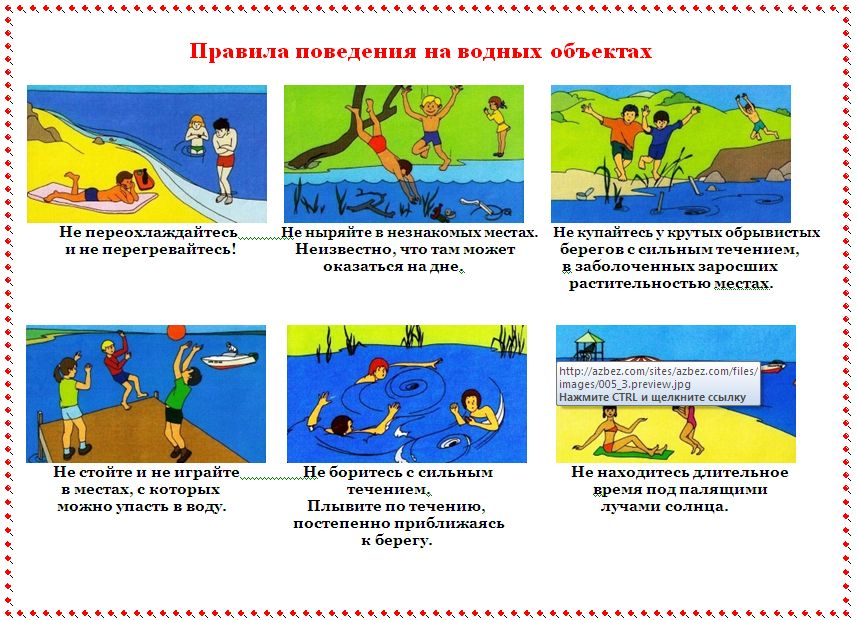 Правила поведения на водных объектах
Не переохлаждайтесь
и не перегревайтесь!
Не ныряйте в незнакомых местах.
Неизвестно, что там может
оказаться на дне.
Не купайтесь у крутых обрывистых
берегов с сильным течением,
в заболоченных заросших
растительностью местах.
http://azbez.com/sites/azbez.com/files/
images/005_3.preview.jpg
Нажмите CTRL и щелкните ссылку
Не стойте и не играйте
в местах, с которых
можно упасть в воду.
Не боритесь с сильным
течением.
Плывите по течению,
постепенно приближаясь
к берегу.
Не находитесь длительное
время под палящими
лучами солнца.